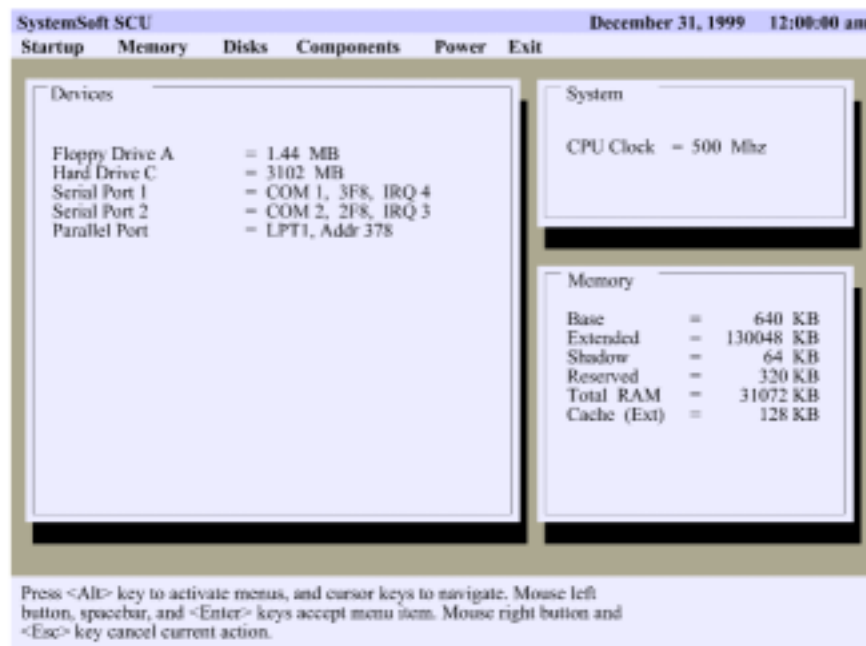 SystemSoft SCU December 31, 1999 12:00:00 am
Startup Memory Disks Components Power Exit
Devices
Floppy Drive A = 1.44 MB
Hard Drive C = 3102 MB
Serial Port 1 = COM 1, 3F8, IRQ 4
Serial Port 2 = COM 2, 2F8, IRQ 3
Parallel Port = LPT1, Addr 378
System
CPU Clock = 500 Mhz
Memory
Base = 640 KB
Extended = 130048 KB
Shadow = 64 KB
Reserved = 320 KB
Total RAM = 31072 KB
Cache (Ext) = 128 KB
Press <Alt> key to activate menus, and cursor keys to navigate. Mouse left
button, spacebar, and <Enter> keys accept menu item. Mouse right button and
<Esc> key cancel current action.